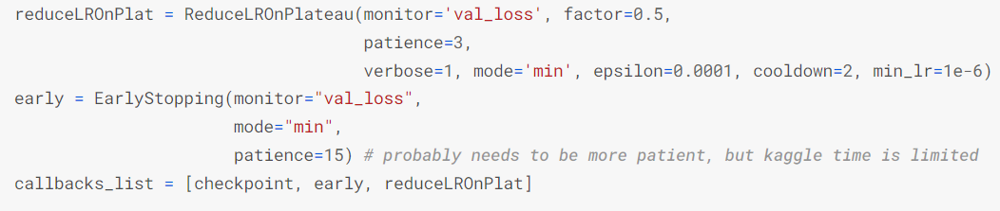 reduceLROnPlat = ReduceLROnPlateau(monitor='val_loss', factor=0.5,
                                   patience=3,
                                   verbose=1, mode='min', epsilon=0.0001, cooldown=2, min_lr=1e-6)
early = EarlyStopping(monitor="val_loss",
                      mode="min",
                      patience=15) # probably needs to be more patient, but kaggle time is limited
callbacks_list = [checkpoint, early, reduceLROnPlat]